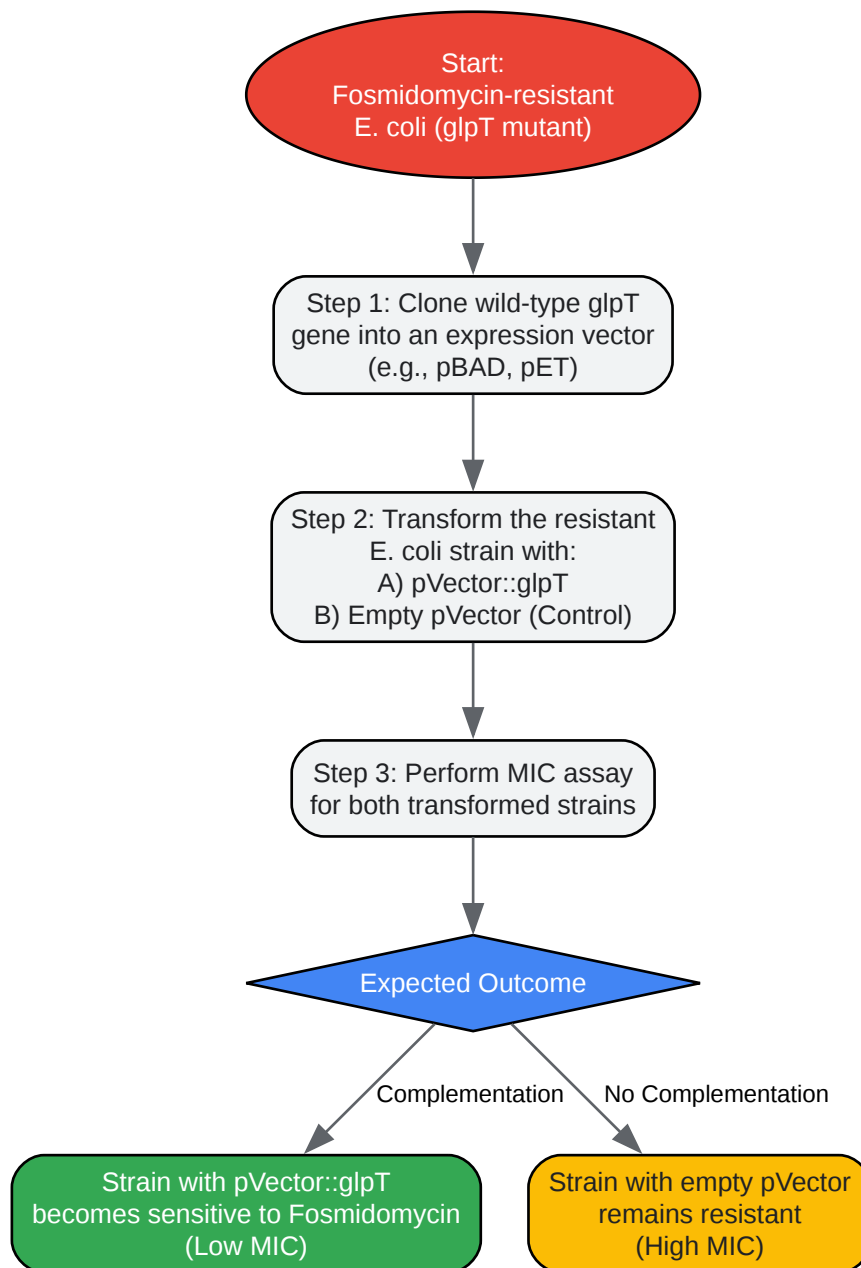 Start:
Fosmidomycin-resistant
E. coli (glpT mutant)
Step 1: Clone wild-type glpT
gene into an expression vector
(e.g., pBAD, pET)
Step 2: Transform the resistant
E. coli strain with:
A) pVector::glpT
B) Empty pVector (Control)
Step 3: Perform MIC assay
for both transformed strains
Expected Outcome
Complementation
No Complementation
Strain with pVector::glpT
becomes sensitive to Fosmidomycin
(Low MIC)
Strain with empty pVector
remains resistant
(High MIC)